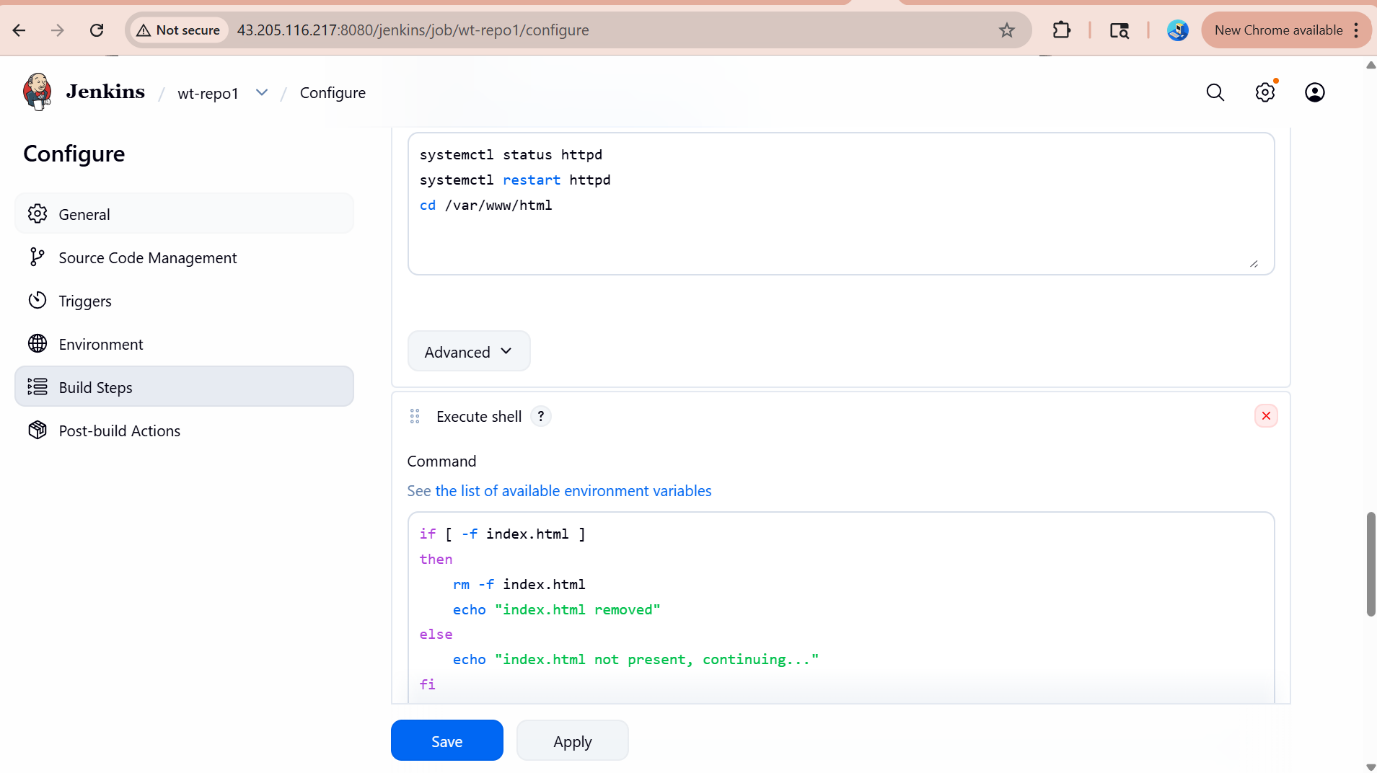 Not secure
43.205.116.217:8080/jenkins/job/wt-repo1/configure
New Chrome available
Jenkins / wt-repo1 / Configure
Configure
General
Source Code Management
Triggers
Environment
Build Steps
Post-build Actions
systemctl status httpd
systemctl restart httpd
cd /var/www/html
Advanced
Execute shell ?
Command
See the list of available environment variables
if [ -f index.html ]
then
    rm -f index.html
    echo "index.html removed"
else
    echo "index.html not present, continuing..."
fi
Save
Apply